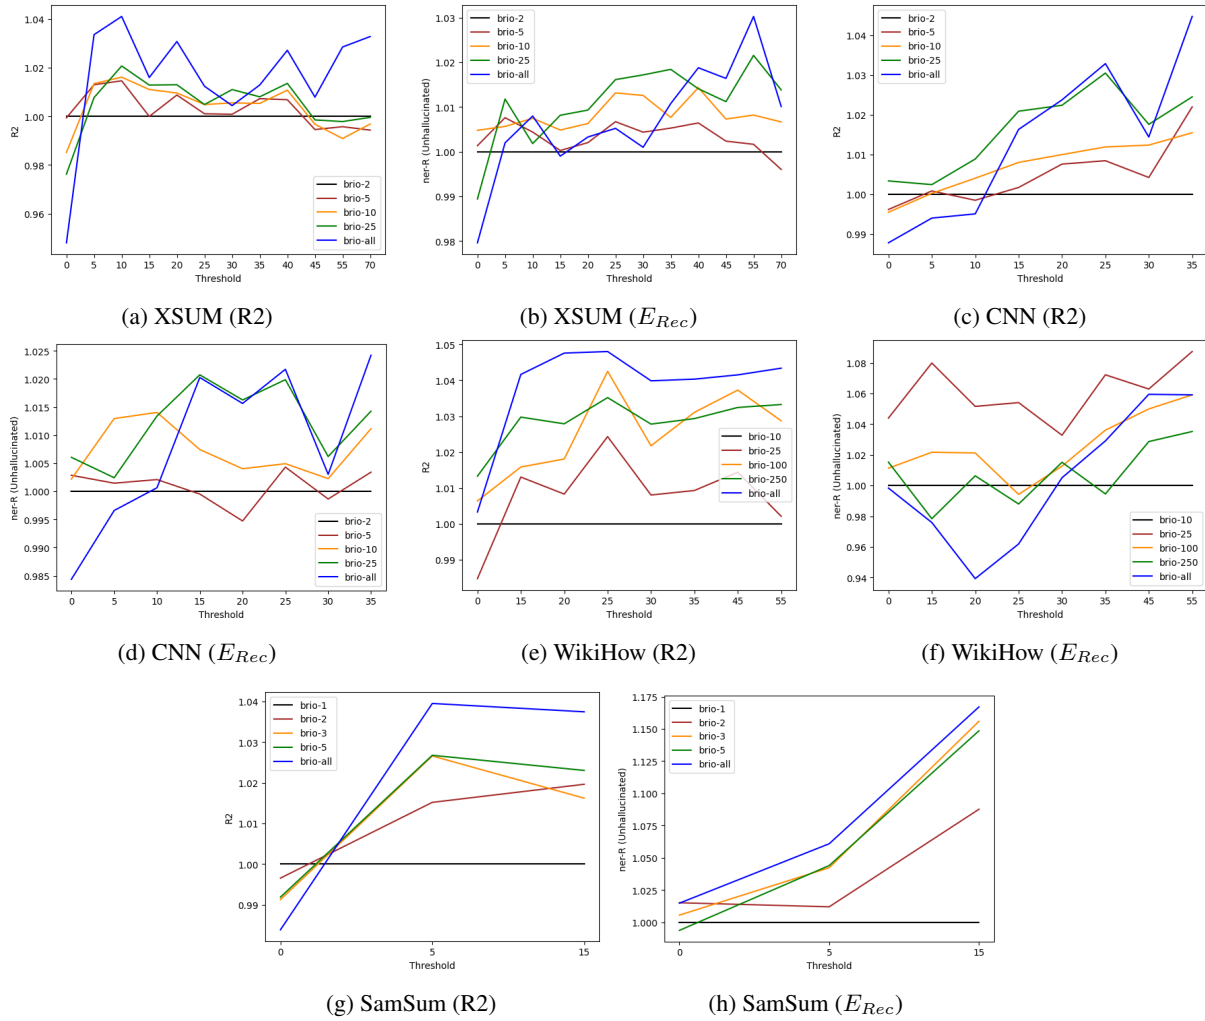 brio-2
brio-5
brio-10
brio-25
brio-all
R2
1.04
1.02
1.00
0.98
0.96
0 5 10 15 20 25 30 35 40 45 55 70
Threshold
(a) XSUM (R2)
brio-2
brio-5
brio-10
brio-25
brio-all
ner-R (Unhallucinated)
1.03
1.02
1.01
1.00
0.99
0.98
0 5 10 15 20 25 30 35 40 45 55 70
Threshold
(b) XSUM (E_Rec)
brio-2
brio-5
brio-10
brio-25
brio-all
R2
1.04
1.03
1.02
1.01
1.00
0.99
0 5 10 15 20 25 30 35
Threshold
(c) CNN (R2)
ner-R (Unhallucinated)
1.025
1.020
1.015
1.010
1.005
1.000
0.995
0.990
0.985
brio-2
brio-5
brio-10
brio-25
brio-all
0 5 10 15 20 25 30 35
Threshold
(d) CNN (E_Rec)
R2
1.05
1.04
1.03
1.02
1.01
1.00
0.99
brio-10
brio-25
brio-100
brio-250
brio-all
0 15 20 25 30 35 45 55
Threshold
(e) WikiHow (R2)
ner-R (Unhallucinated)
1.08
1.06
1.04
1.02
1.00
0.98
0.96
0.94
brio-10
brio-25
brio-100
brio-250
brio-all
0 15 20 25 30 35 45 55
Threshold
(f) WikiHow (E_Rec)
brio-1
brio-2
brio-3
brio-5
brio-all
R2
1.04
1.03
1.02
1.01
1.00
0.99
0 5 15
Threshold
(g) SamSum (R2)
brio-1
brio-2
brio-3
brio-5
brio-all
ner-R (Unhallucinated)
1.175
1.150
1.125
1.100
1.075
1.050
1.025
1.000
0 5 15
Threshold
(h) SamSum (E_Rec)